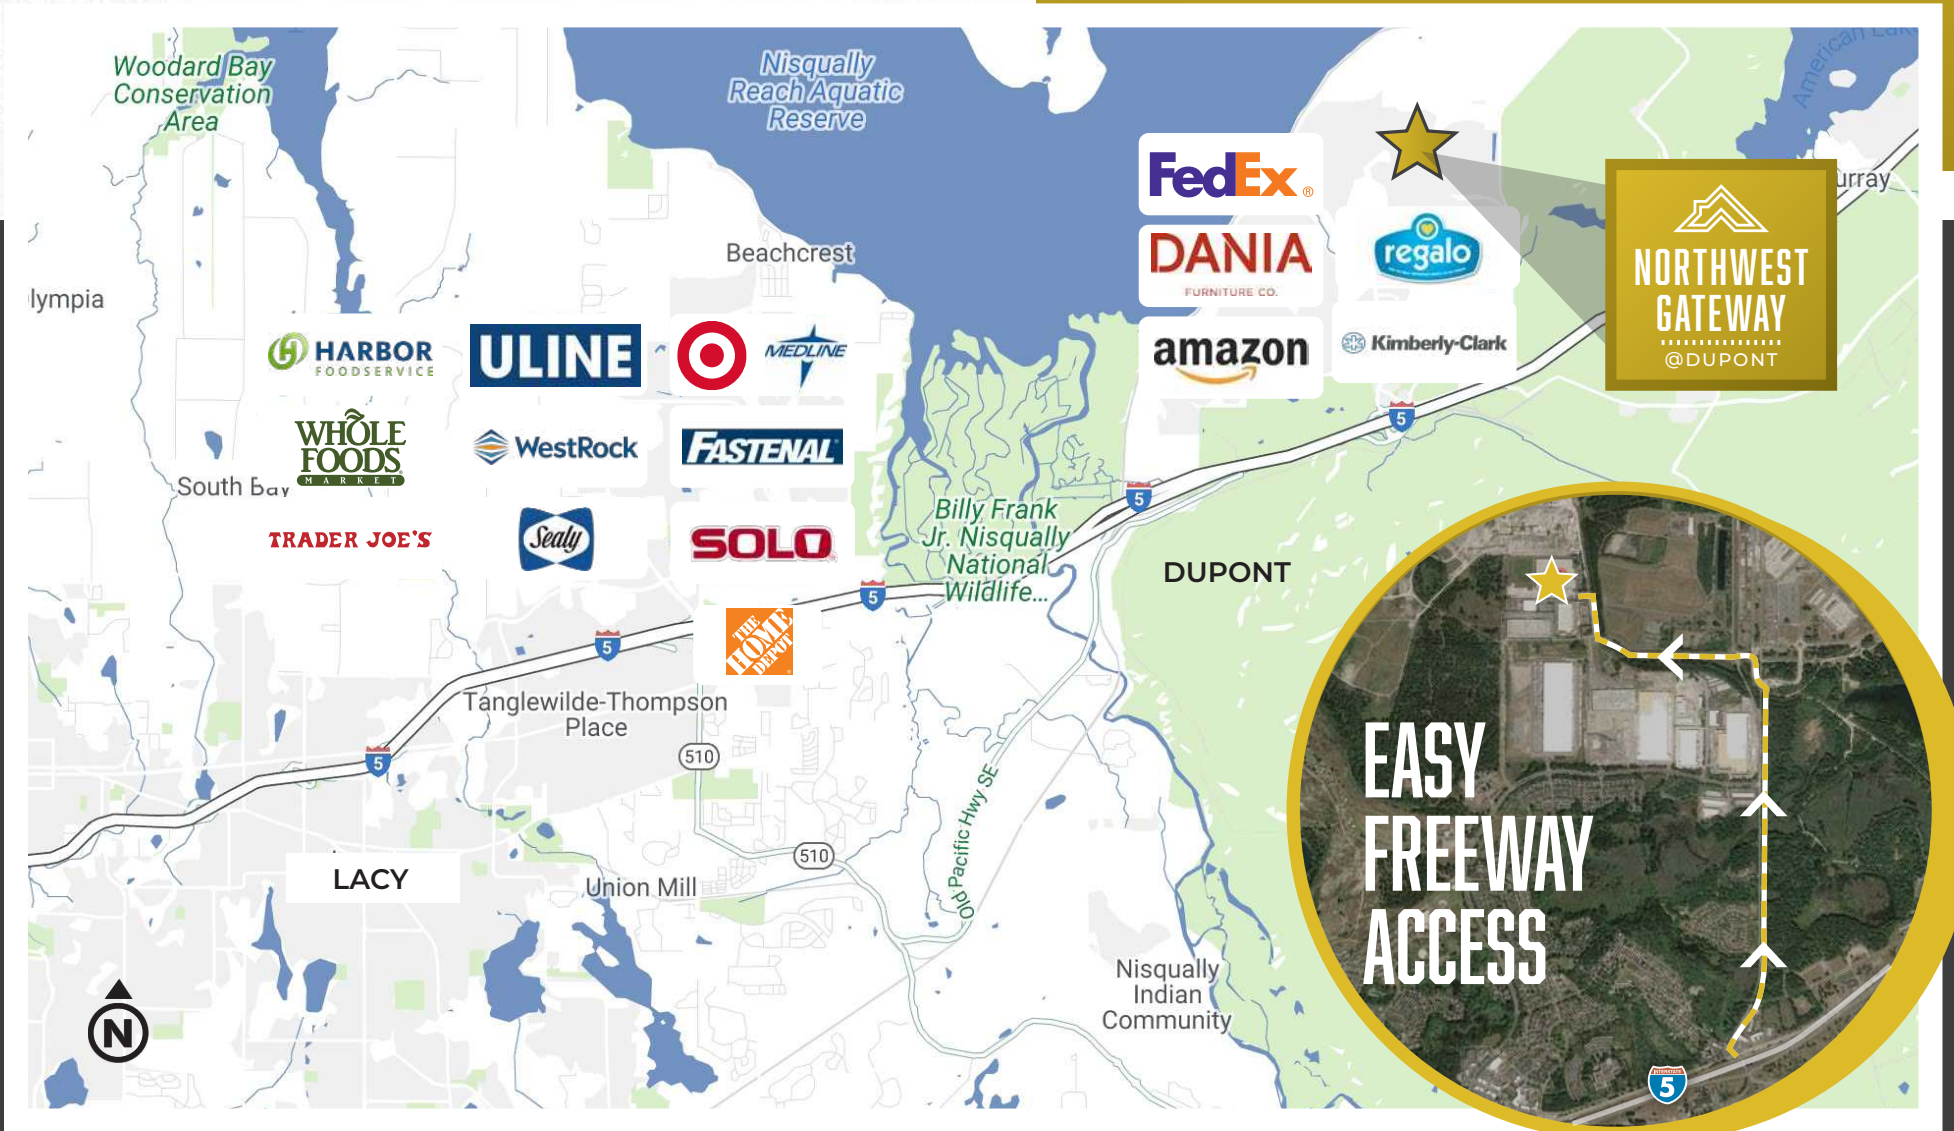 Woodard Bay
Conservation
Area
Nisqually
Reach Aquatic
Reserve
American Lake
urray
lympia
Beachcrest
FedEx®
DANIA
FURNITURE CO.
amazon
regalo
Kimberly-Clark
NORTHWEST
GATEWAY
@DUPONT
HARBOR
FOODSERVICE
ULINE
MEDLINE
WHOLE
FOODS
MARKET
WestRock
FASTENAL
South Bay
TRADER JOE'S
Sealy
SOLO
THE
HOME
DEPOT
Billy Frank
Jr. Nisqually
National
Wildlife...
DUPONT
5
5
5
5
5
Tanglewilde-Thompson
Place
510
510
Old Pacific Hwy SE
LACY
Union Mill
Nisqually
Indian
Community
N
EASY
FREEWAY
ACCESS
INTERSTATE
5